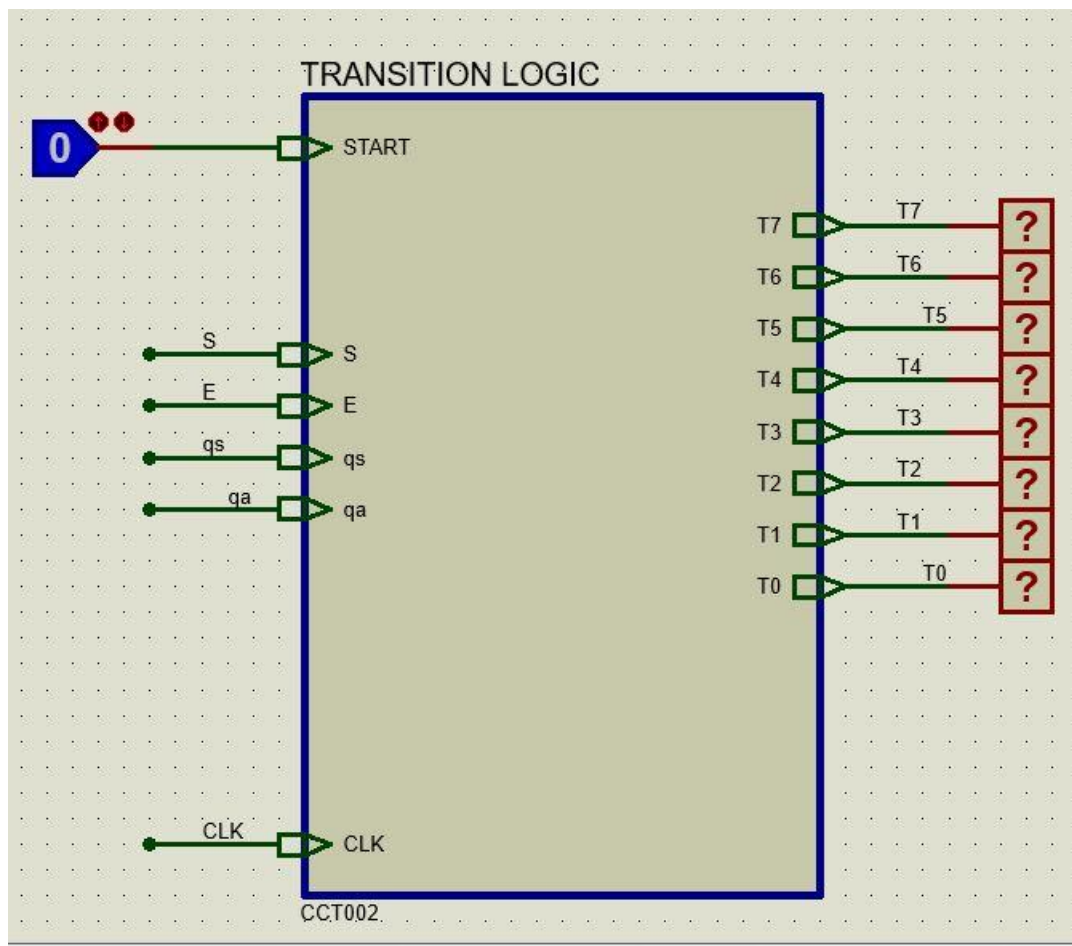 TRANSITION LOGIC
0
START
T7 T7 ?
T6 T6 ?
T5 T5 ?
S S
T4 T4 ?
E E
T3 T3 ?
qs qs
T2 T2 ?
qa qa
T1 T1 ?
T0 T0 ?
CLK CLK
CCT002